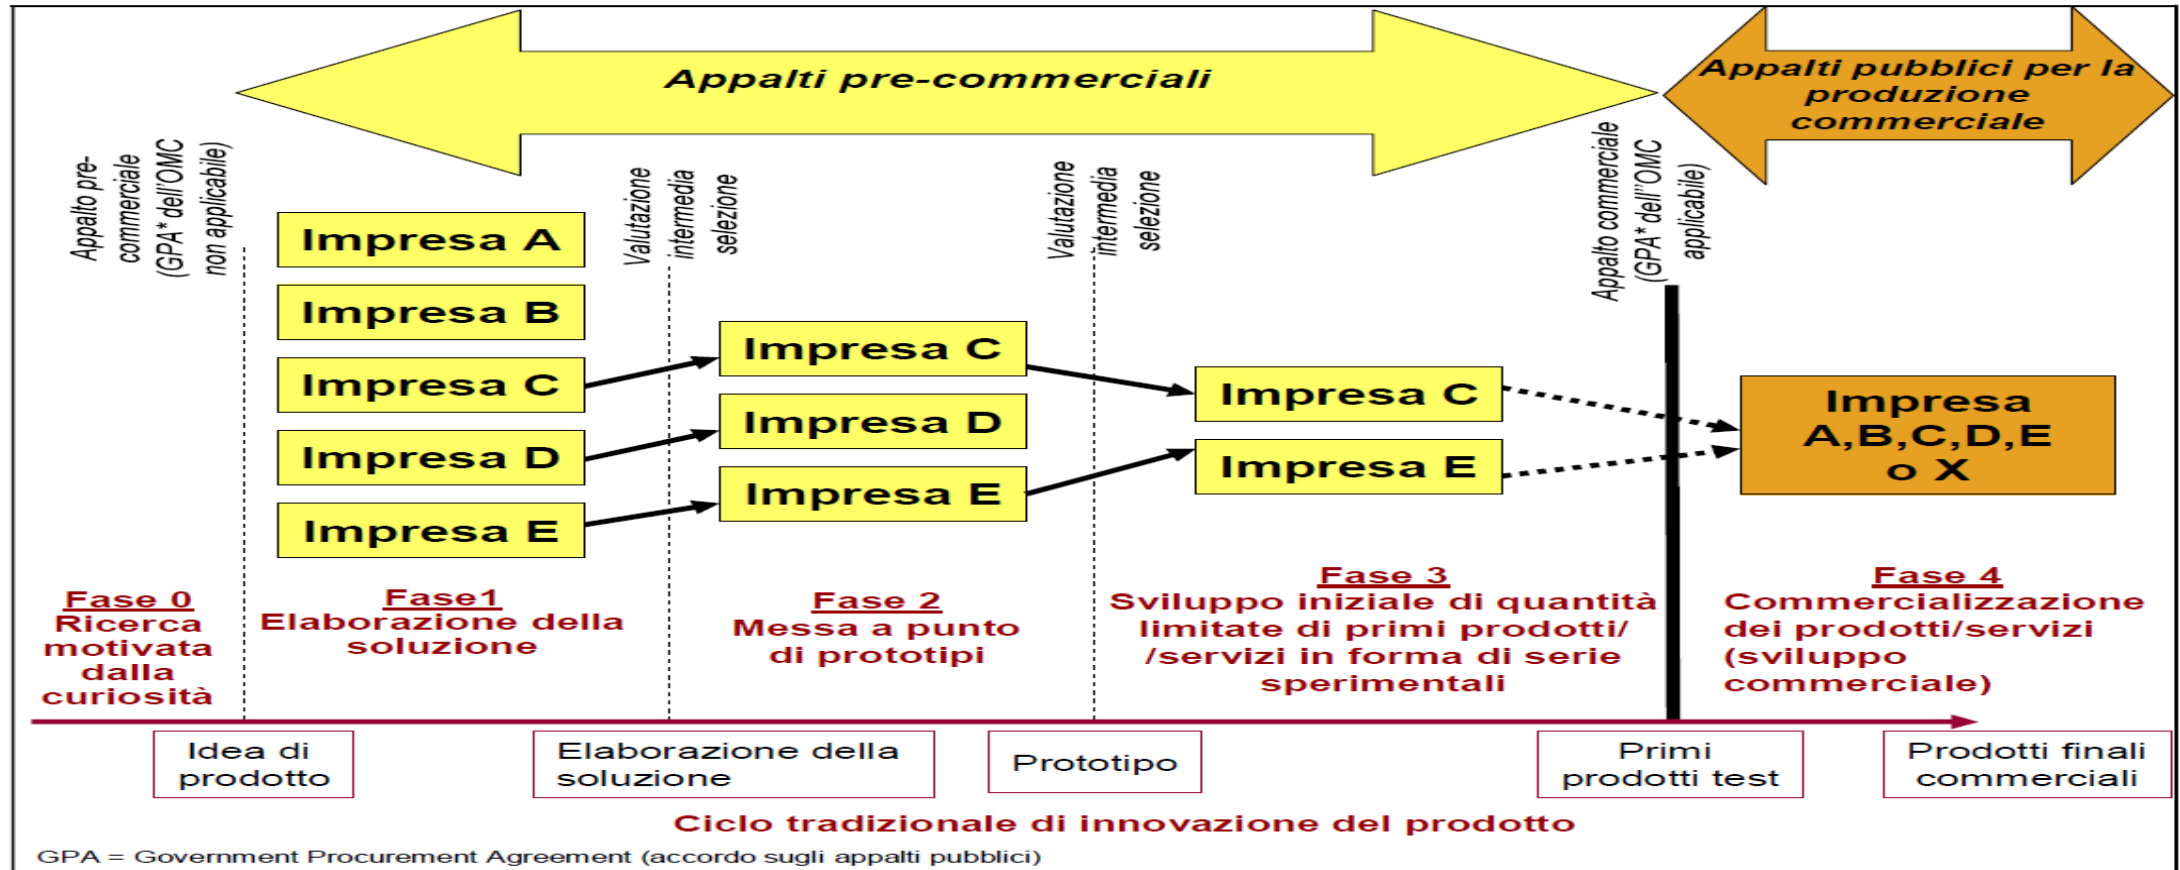 Appalti pre-commerciali
Appalti pubblici per la
produzione
commerciale
Appalto pre-
commerciale
(GPA* dell'OMC
non applicabile)
Valutazione
intermedia
selezione
Valutazione
intermedia
selezione
Appalto commerciale
(GPA* dell''OMC
applicabile)
Impresa A
Impresa B
Impresa C
Impresa D
Impresa E
Impresa C
Impresa D
Impresa E
Impresa C
Impresa E
Impresa
A,B,C,D,E
o X
Fase 0
Ricerca
motivata
dalla
curiosità
Fase1
Elaborazione della
soluzione
Fase 2
Messa a punto
di prototipi
Fase 3
Sviluppo iniziale di quantità
limitate di primi prodotti/
/servizi in forma di serie
sperimentali
Fase 4
Commercializzazione
dei prodotti/servizi
(sviluppo
commerciale)
Idea di
prodotto
Elaborazione della
soluzione
Prototipo
Primi
prodotti test
Prodotti finali
commerciali
Ciclo tradizionale di innovazione del prodotto
GPA = Government Procurement Agreement (accordo sugli appalti pubblici)